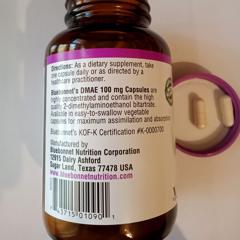 Directions: As a dietary supplement, take
one capsule daily or as directed by a
healthcare practitioner.
Bluebonnet's DMAE 100 mg Capsules are
highly concentrated and contain the high
quality 2-dimethylaminoethanol bitartrate.
Available in easy-to-swallow vegetable
capsules for maximum assimilation and absorption.
Bluebonnet's KOF-K Certification #K-0000700
Manufactured by
Bluebonnet Nutrition Corporation
12915 Dairy Ashford
Sugar Land, Texas 77478 USA
www.bluebonnetnutrition.com
43715 01090 1